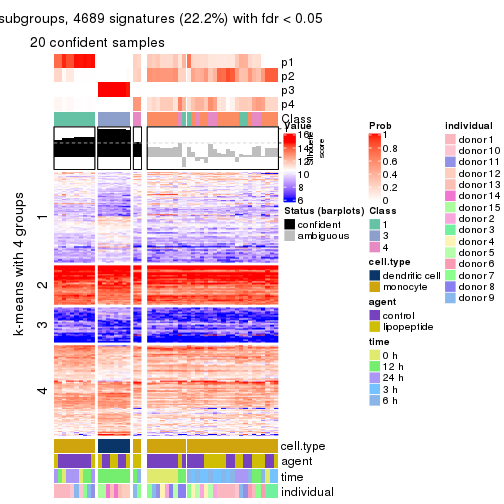 subgroups, 4689 signatures (22.2%) with fdr < 0.05
20 confident samples
p1
p2
p3
p4
Class
Silhouette
score
k-means with 4 groups
1
2
3
4
cell.type
agent
time
individual
Value
16
14
12
10
8
6
Status (barplots)
confident
ambiguous
Prob
1
0.8
0.6
0.4
0.2
0
Class
1
3
4
cell.type
dendritic cell
monocyte
agent
control
lipopeptide
time
0 h
12 h
24 h
3 h
6 h
individual
donor1
donor10
donor11
donor12
donor13
donor14
donor15
donor2
donor3
donor4
donor5
donor6
donor7
donor8
donor9